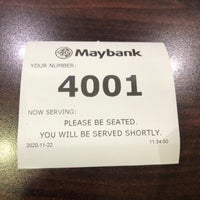 Maybank
YOUR NUMBER:
4001
NOW SERVING:
PLEASE BE SEATED.
YOU WILL BE SERVED SHORTLY.
2020-11-22 11:34:50